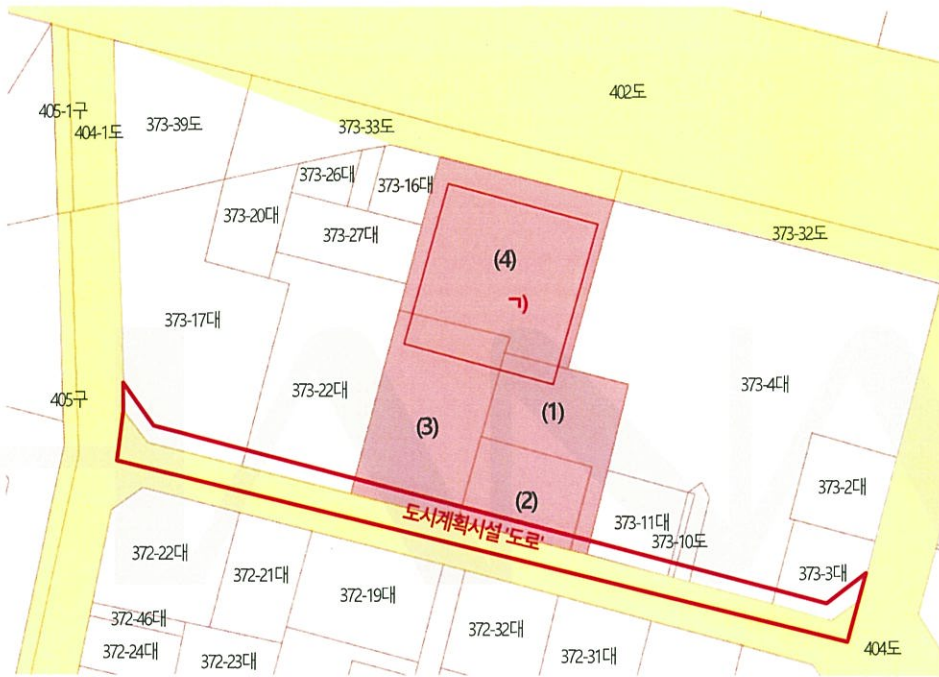 402도
405-1구
404-1도
373-39도
373-33도
373-26대
373-16대
373-20대
373-27대
373-32도
(4)
ㄱ)
373-17대
373-22대
373-4대
405구
(1)
(3)
(2)
373-2대
373-11대
373-10도
도시계획시설'도로'
373-3대
372-22대
372-21대
372-19대
372-46대
372-24대
372-23대
372-32대
372-31대
404도